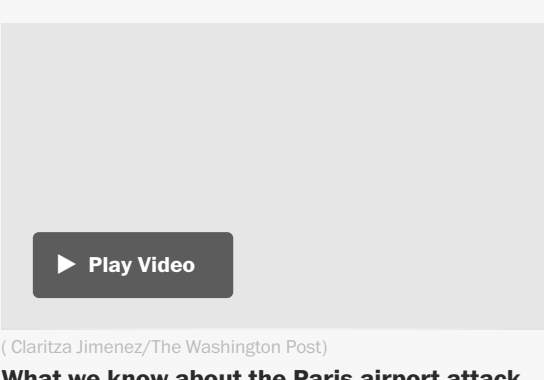 Play Video
( Claritza Jimenez/The Washington Post)
What we know about the Paris airport attack